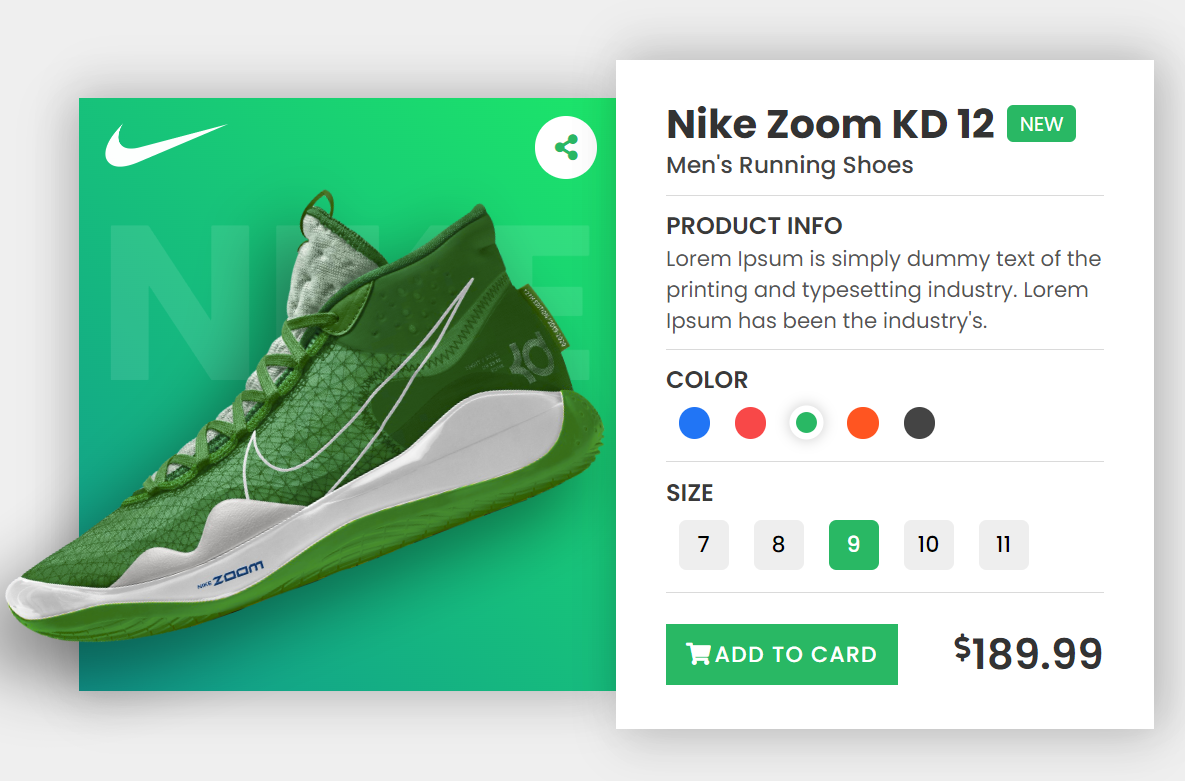 NIKE
NIKE ZOOM
Nike Zoom KD 12 NEW
Men's Running Shoes
PRODUCT INFO
Lorem Ipsum is simply dummy text of the
printing and typesetting industry. Lorem
Ipsum has been the industry's.
COLOR
SIZE
7 8 9 10 11
ADD TO CARD $189.99